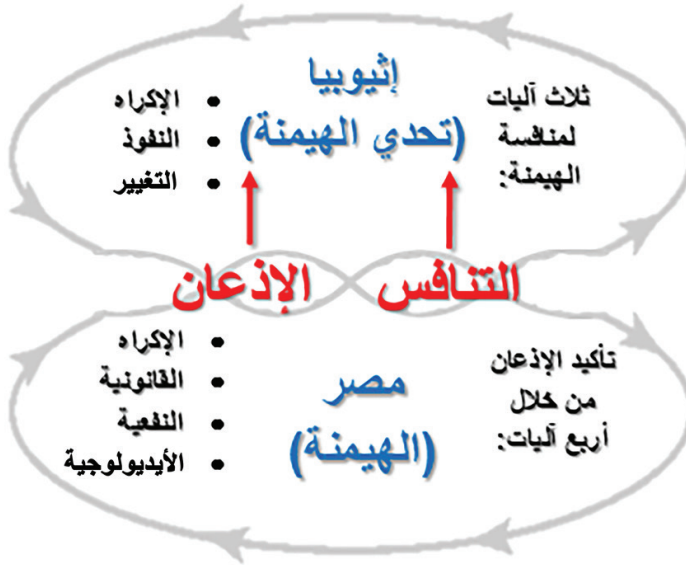 إثيوبيا
(تحدي الهيمنة)
ثلاث آليات
لمنافسة
الهيمنة:
• الإكراه
• النفوذ
• التغيير
التنافس
الإذعان
تأكيد الإذعان
من خلال
أربع آليات:
• الإكراه
• القانونية
• النفعية
• الأيديولوجية
مصر
(الهيمنة)